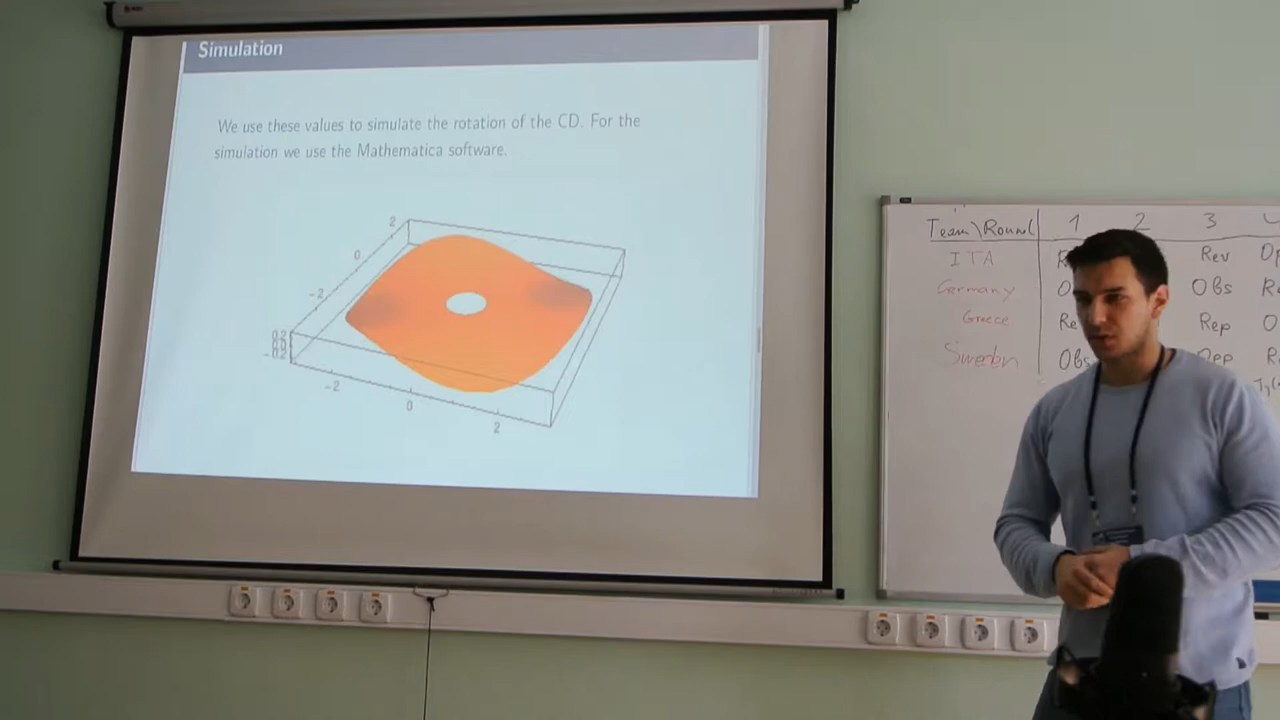 Simulation
We use these values to simulate the rotation of the CD. For the
simulation we use the Mathematica software.
2
0
-2
0.2
0.0
-0.2
-2
0
2
Team\Round 1 2 3
ITA Rev
Germany Obs
Greece Re Rep
Sweden Obs Opp